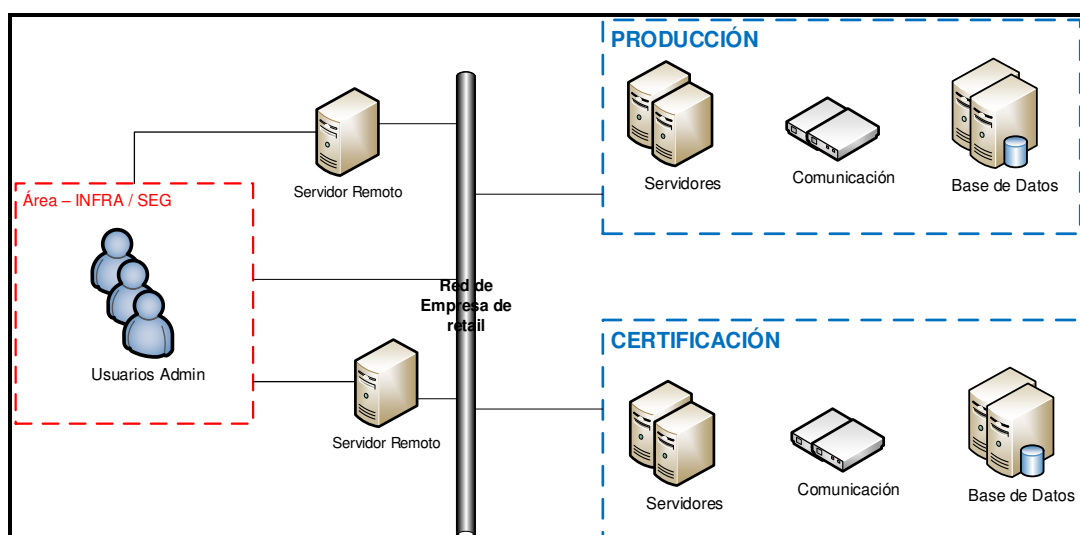 PRODUCCIÓN
Servidores
Comunicación
Base de Datos
Servidor Remoto
Área – INFRA / SEG
Usuarios Admin
Red de
Empresa de
retail
Servidor Remoto
CERTIFICACIÓN
Servidores
Comunicación
Base de Datos